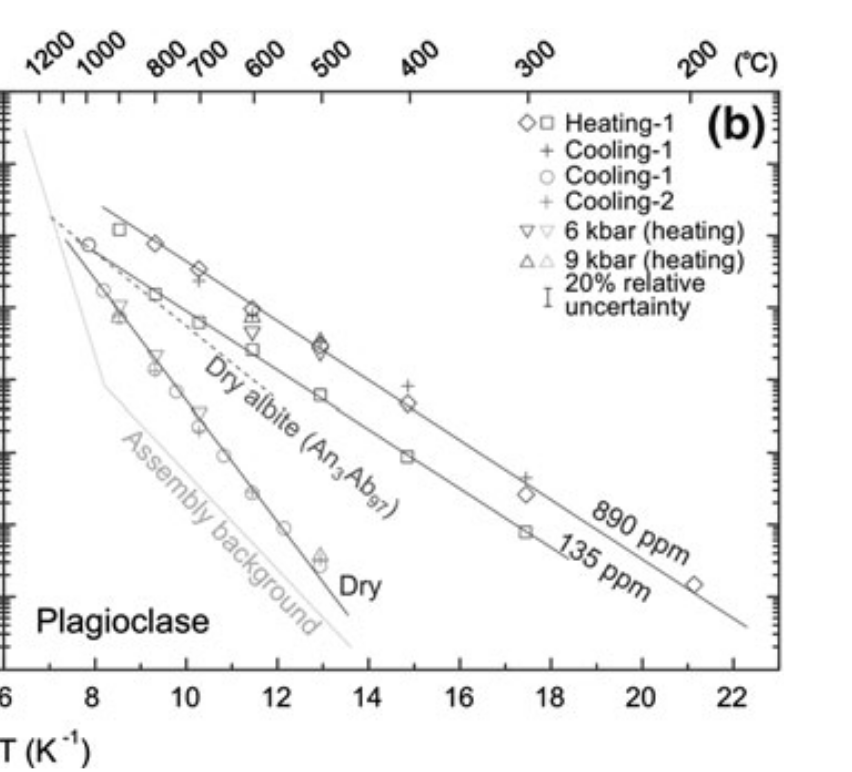 1200 1000 800 700 600 500 400 300 200 (°C)
(b)
Heating-1
Cooling-1
Cooling-1
Cooling-2
6 kbar (heating)
9 kbar (heating)
20% relative
uncertainty
Dry albite (An₃Ab₉₇)
Assembly background
890 ppm
135 ppm
Dry
Plagioclase
6 8 10 12 14 16 18 20 22
T (K⁻¹)